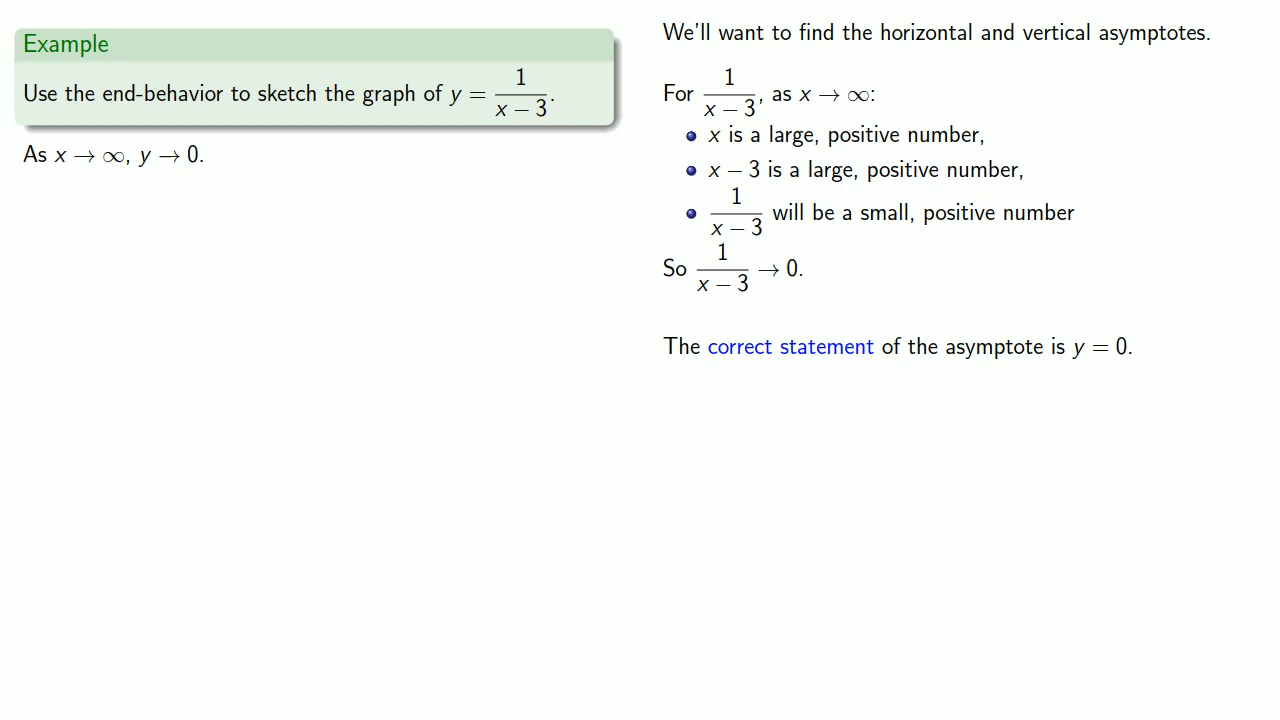 Example
Use the end-behavior to sketch the graph of y = 1/(x − 3).
As x → ∞, y → 0.
We'll want to find the horizontal and vertical asymptotes.
For 1/(x − 3), as x → ∞:
• x is a large, positive number,
• x − 3 is a large, positive number,
• 1/(x − 3) will be a small, positive number
So 1/(x − 3) → 0.
The correct statement of the asymptote is y = 0.